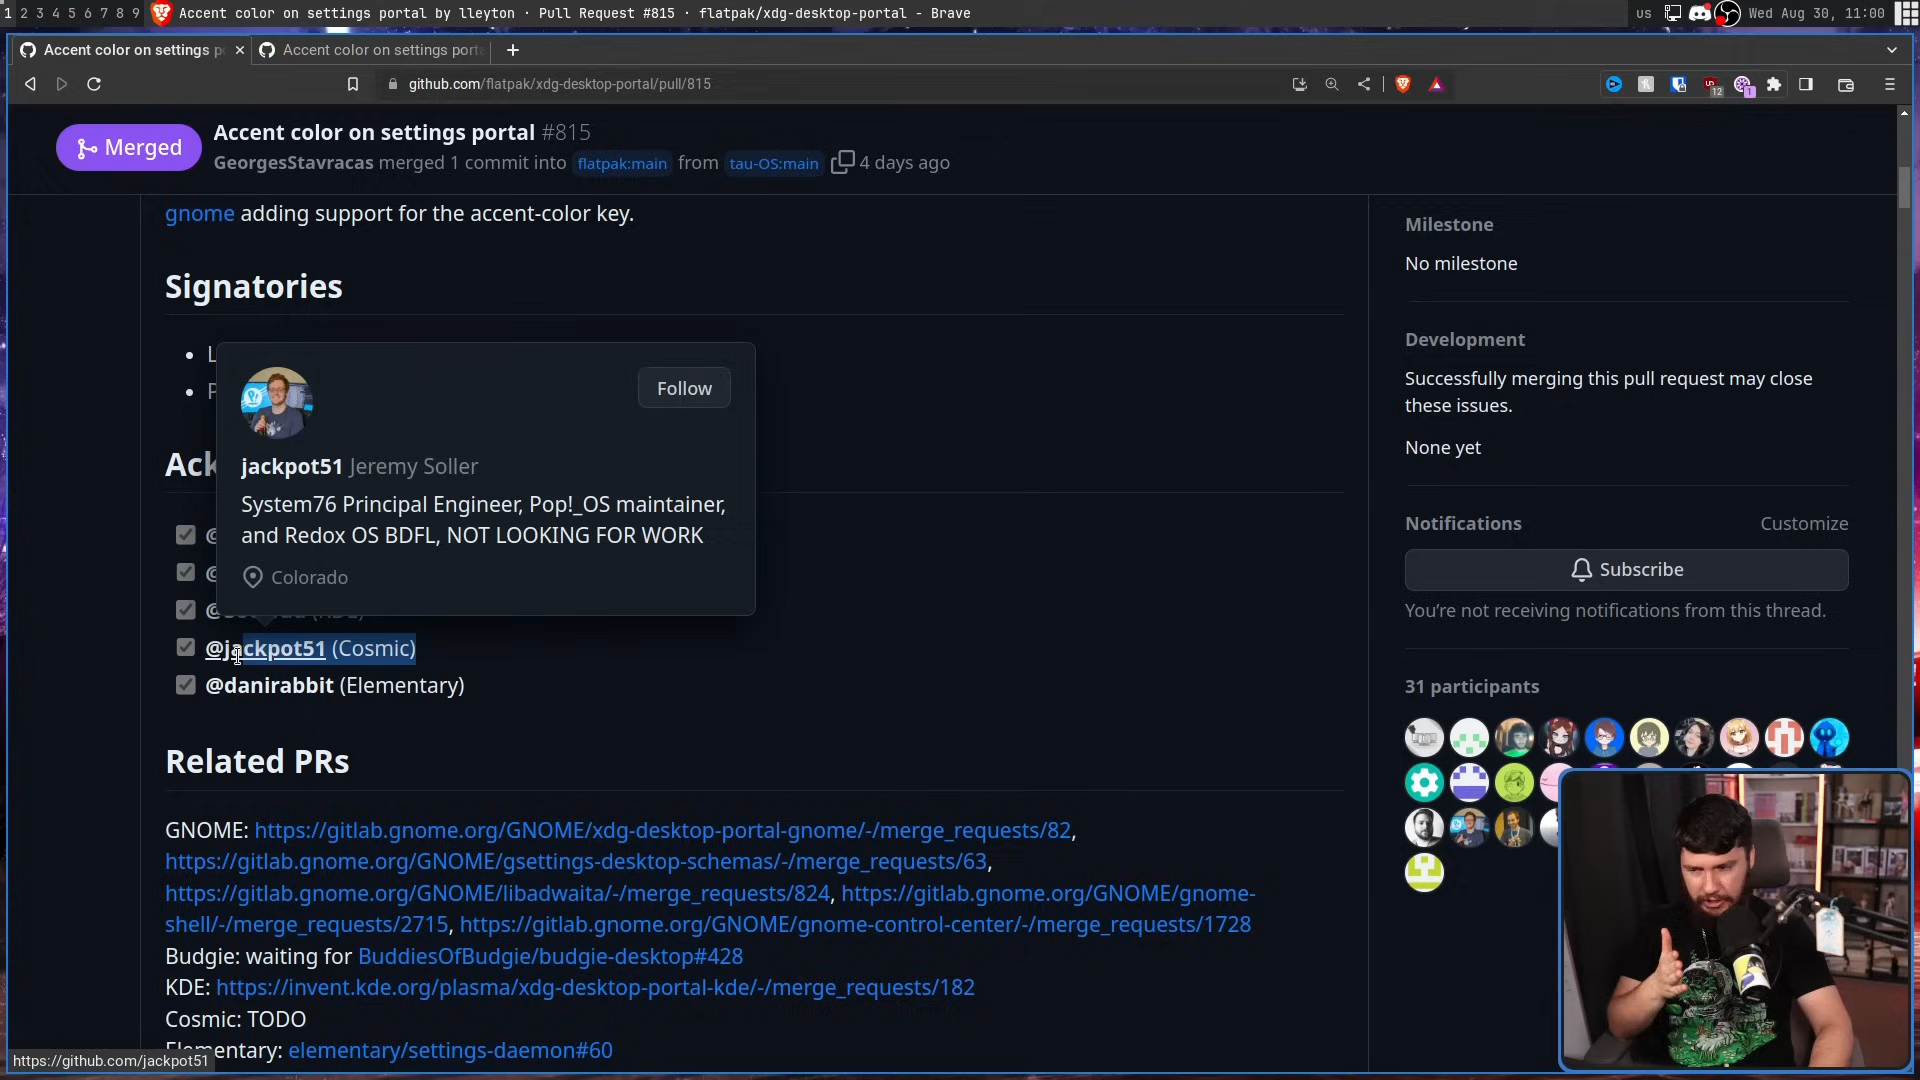 1 2 3 4 5 6 7 8 9 Accent color on settings portal by lleyton · Pull Request #815 · flatpak/xdg-desktop-portal - Brave us Wed Aug 30, 11:00
Accent color on settings p
Accent color on settings port
github.com/flatpak/xdg-desktop-portal/pull/815
12
1
Merged
Accent color on settings portal #815
GeorgesStavracas merged 1 commit into flatpak:main from tau-OS:main 4 days ago
gnome adding support for the accent-color key.
Signatories
L
P
Follow
jackpot51 Jeremy Soller
System76 Principal Engineer, Pop!_OS maintainer,
and Redox OS BDFL, NOT LOOKING FOR WORK
Colorado
Ack
@
@
@
@jackpot51 (Cosmic)
@danirabbit (Elementary)
Related PRs
GNOME: https://gitlab.gnome.org/GNOME/xdg-desktop-portal-gnome/-/merge_requests/82,
https://gitlab.gnome.org/GNOME/gsettings-desktop-schemas/-/merge_requests/63,
https://gitlab.gnome.org/GNOME/libadwaita/-/merge_requests/824, https://gitlab.gnome.org/GNOME/gnome-
shell/-/merge_requests/2715, https://gitlab.gnome.org/GNOME/gnome-control-center/-/merge_requests/1728
Budgie: waiting for BuddiesOfBudgie/budgie-desktop#428
KDE: https://invent.kde.org/plasma/xdg-desktop-portal-kde/-/merge_requests/182
Cosmic: TODO
Elementary: elementary/settings-daemon#60
https://github.com/jackpot51
Milestone
No milestone
Development
Successfully merging this pull request may close
these issues.
None yet
Notifications Customize
Subscribe
You're not receiving notifications from this thread.
31 participants